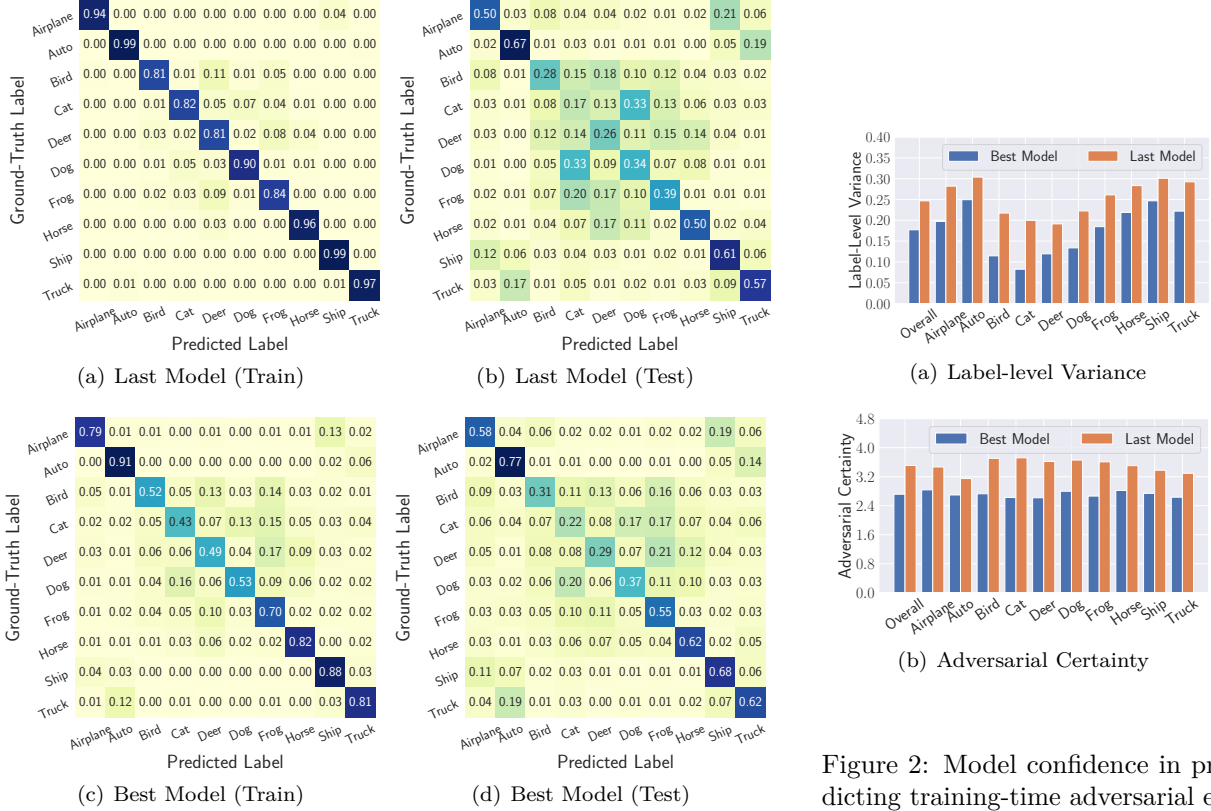 Ground-Truth Label
Airplane 0.94 0.00 0.00 0.00 0.00 0.00 0.00 0.00 0.04 0.00
Auto 0.00 0.99 0.00 0.00 0.00 0.00 0.00 0.00 0.00 0.00
Bird 0.00 0.00 0.81 0.01 0.11 0.01 0.05 0.00 0.00 0.00
Cat 0.00 0.00 0.01 0.82 0.05 0.07 0.04 0.01 0.00 0.00
Deer 0.00 0.00 0.03 0.02 0.81 0.02 0.08 0.04 0.00 0.00
Dog 0.00 0.00 0.01 0.05 0.03 0.90 0.01 0.01 0.00 0.00
Frog 0.00 0.00 0.02 0.03 0.09 0.01 0.84 0.00 0.00 0.00
Horse 0.00 0.00 0.00 0.00 0.03 0.00 0.00 0.96 0.00 0.00
Ship 0.00 0.00 0.00 0.00 0.00 0.00 0.00 0.00 0.99 0.00
Truck 0.00 0.01 0.00 0.00 0.00 0.00 0.00 0.00 0.01 0.97
Airplane Auto Bird Cat Deer Dog Frog Horse Ship Truck
Predicted Label
(a) Last Model (Train)
Ground-Truth Label
Airplane 0.50 0.03 0.08 0.04 0.04 0.02 0.01 0.02 0.21 0.06
Auto 0.02 0.67 0.01 0.03 0.01 0.01 0.01 0.00 0.05 0.19
Bird 0.08 0.01 0.28 0.15 0.18 0.10 0.12 0.04 0.03 0.02
Cat 0.03 0.01 0.08 0.17 0.13 0.33 0.13 0.06 0.03 0.03
Deer 0.03 0.00 0.12 0.14 0.26 0.11 0.15 0.14 0.04 0.01
Dog 0.01 0.00 0.05 0.33 0.09 0.34 0.07 0.08 0.01 0.01
Frog 0.02 0.01 0.07 0.20 0.17 0.10 0.39 0.01 0.01 0.01
Horse 0.02 0.01 0.04 0.07 0.17 0.11 0.02 0.50 0.02 0.04
Ship 0.12 0.06 0.03 0.04 0.03 0.02 0.02 0.01 0.61 0.06
Truck 0.03 0.17 0.01 0.05 0.01 0.02 0.01 0.03 0.09 0.57
Airplane Auto Bird Cat Deer Dog Frog Horse Ship Truck
Predicted Label
(b) Last Model (Test)
Label-Level Variance
0.40
0.35
0.30
0.25
0.20
0.15
0.10
0.05
0.00
Best Model Last Model
Overall Airplane Auto Bird Cat Deer Dog Frog Horse Ship Truck
(a) Label-level Variance
Ground-Truth Label
Airplane 0.79 0.01 0.01 0.00 0.01 0.00 0.01 0.01 0.13 0.02
Auto 0.00 0.91 0.00 0.00 0.00 0.00 0.00 0.00 0.02 0.06
Bird 0.05 0.01 0.52 0.05 0.13 0.03 0.14 0.03 0.02 0.01
Cat 0.02 0.02 0.05 0.43 0.07 0.13 0.15 0.05 0.03 0.04
Deer 0.03 0.01 0.06 0.06 0.49 0.04 0.17 0.09 0.03 0.02
Dog 0.01 0.01 0.04 0.16 0.06 0.53 0.09 0.06 0.02 0.02
Frog 0.01 0.02 0.04 0.05 0.10 0.03 0.70 0.02 0.02 0.02
Horse 0.01 0.01 0.01 0.03 0.06 0.02 0.02 0.82 0.00 0.02
Ship 0.04 0.03 0.00 0.00 0.00 0.00 0.01 0.00 0.88 0.03
Truck 0.01 0.12 0.00 0.01 0.00 0.00 0.01 0.01 0.03 0.81
Airplane Auto Bird Cat Deer Dog Frog Horse Ship Truck
Predicted Label
(c) Best Model (Train)
Ground-Truth Label
Airplane 0.58 0.04 0.06 0.02 0.02 0.01 0.02 0.02 0.19 0.06
Auto 0.02 0.77 0.01 0.01 0.00 0.00 0.01 0.00 0.05 0.14
Bird 0.09 0.03 0.31 0.11 0.13 0.06 0.16 0.06 0.03 0.03
Cat 0.06 0.04 0.07 0.22 0.08 0.17 0.17 0.07 0.04 0.06
Deer 0.05 0.01 0.08 0.08 0.29 0.07 0.21 0.12 0.04 0.03
Dog 0.03 0.02 0.06 0.20 0.06 0.37 0.11 0.10 0.03 0.03
Frog 0.03 0.03 0.05 0.10 0.11 0.05 0.55 0.02 0.03 0.03
Horse 0.03 0.01 0.03 0.06 0.07 0.05 0.04 0.62 0.02 0.05
Ship 0.11 0.07 0.02 0.03 0.01 0.00 0.02 0.01 0.68 0.06
Truck 0.04 0.19 0.01 0.03 0.00 0.01 0.01 0.02 0.07 0.62
Airplane Auto Bird Cat Deer Dog Frog Horse Ship Truck
Predicted Label
(d) Best Model (Test)
Adversarial Certainty
4.8
4.0
3.2
2.4
1.6
0.8
0.0
Best Model Last Model
Overall Airplane Auto Bird Cat Deer Dog Frog Horse Ship Truck
(b) Adversarial Certainty
Figure 2: Model confidence in pr
dicting training-time adversarial e